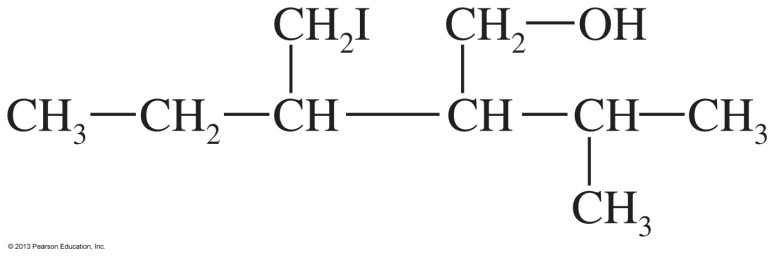 CH₂I CH₂—OH
CH₃—CH₂—CH—CH—CH—CH₃
CH₃
© 2013 Pearson Education, Inc.